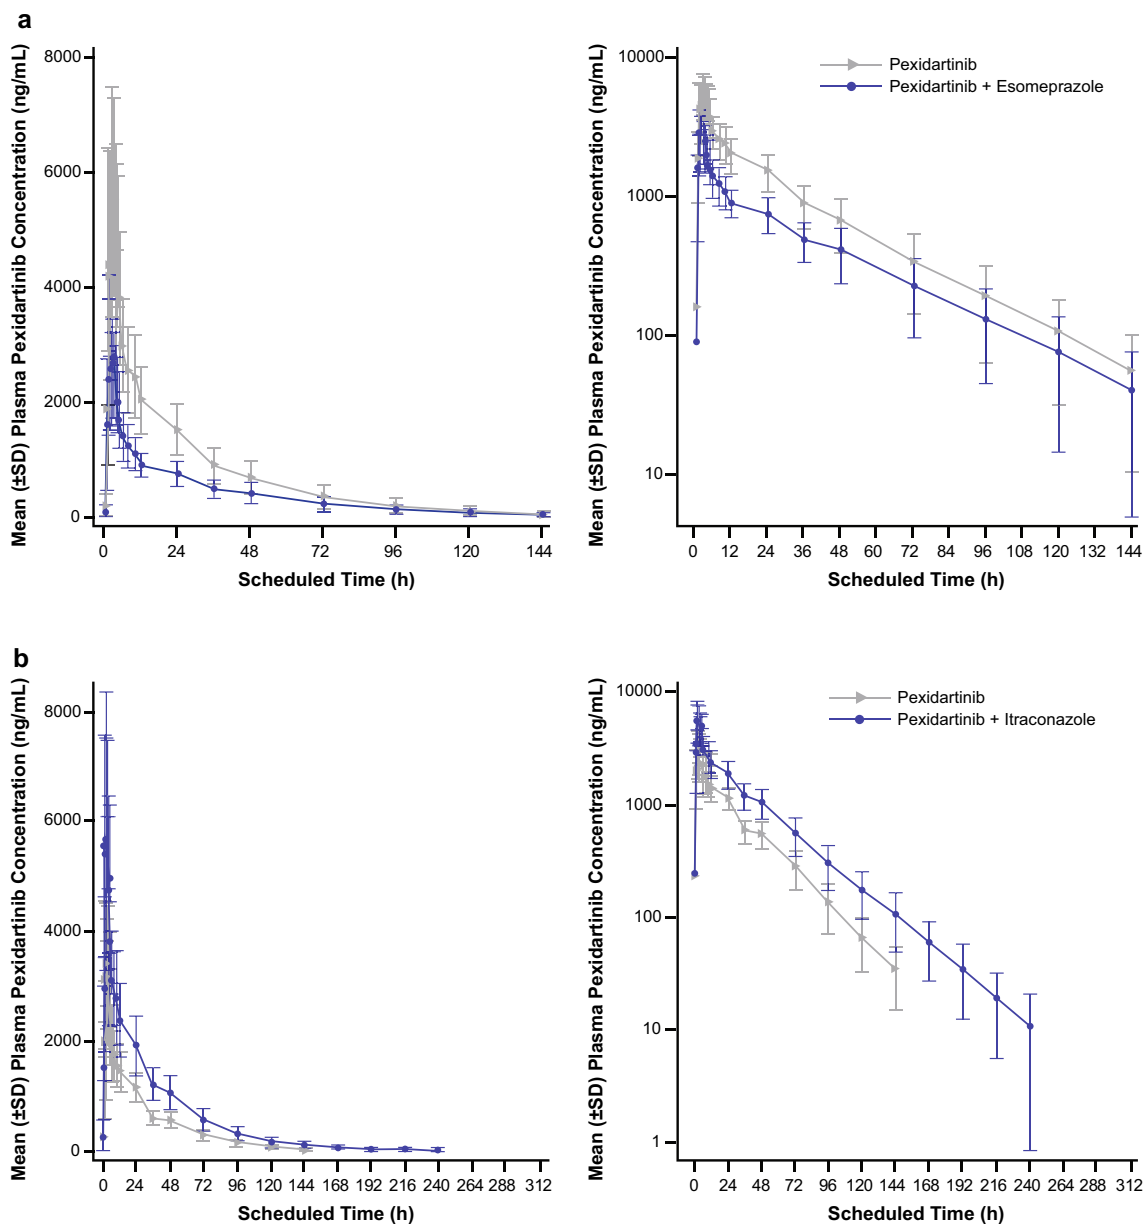 a
Mean (±SD) Plasma Pexidartinib Concentration (ng/mL)
8000
6000
4000
2000
0
0 24 48 72 96 120 144
Scheduled Time (h)
Mean (±SD) Plasma Pexidartinib Concentration (ng/mL)
10000
1000
100
10
Pexidartinib
Pexidartinib + Esomeprazole
0 12 24 36 48 60 72 84 96 108 120 132 144
Scheduled Time (h)
b
Mean (±SD) Plasma Pexidartinib Concentration (ng/mL)
8000
6000
4000
2000
0
0 24 48 72 96 120 144 168 192 216 240 264 288 312
Scheduled Time (h)
Mean (±SD) Plasma Pexidartinib Concentration (ng/mL)
10000
1000
100
10
1
Pexidartinib
Pexidartinib + Itraconazole
0 24 48 72 96 120 144 168 192 216 240 264 288 312
Scheduled Time (h)